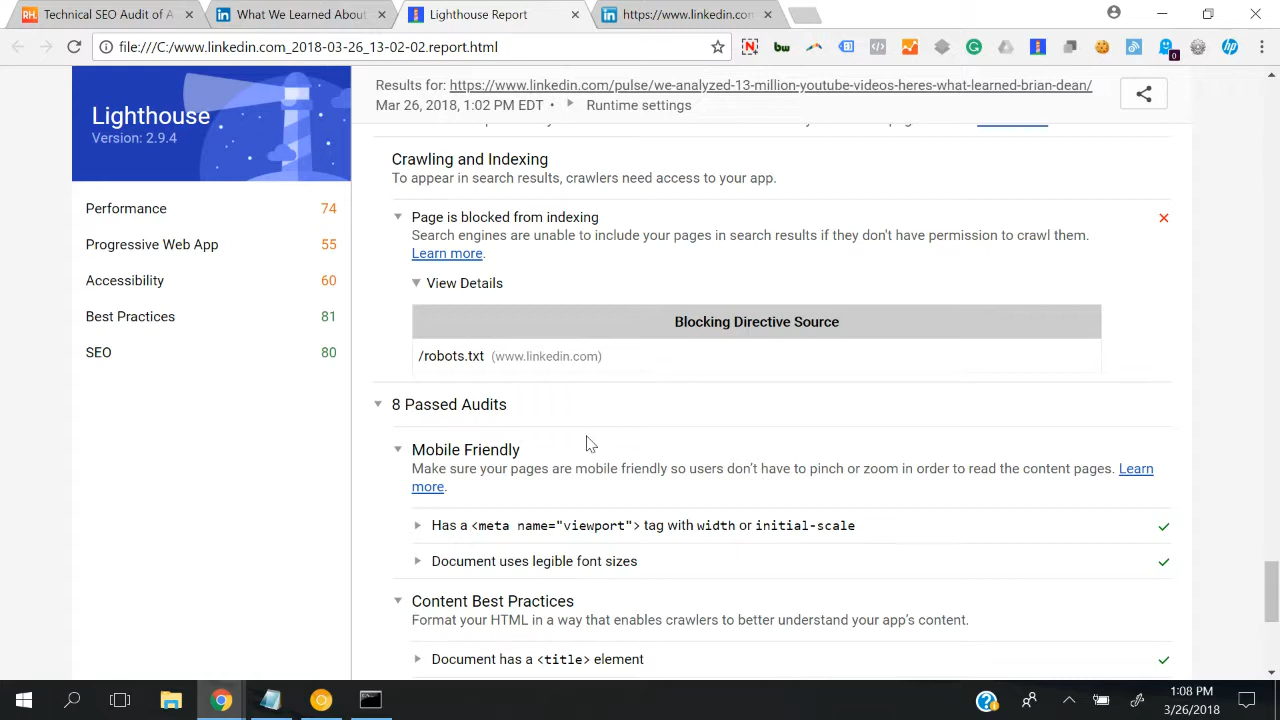 Technical SEO Audit of A
What We Learned About
Lighthouse Report
https://www.linkedin.com
file:///C:/www.linkedin.com_2018-03-26_13-02-02.report.html
Lighthouse
Version: 2.9.4
Performance 74
Progressive Web App 55
Accessibility 60
Best Practices 81
SEO 80
Results for: https://www.linkedin.com/pulse/we-analyzed-13-million-youtube-videos-heres-what-learned-brian-dean/
Mar 26, 2018, 1:02 PM EDT • Runtime settings
Crawling and Indexing
To appear in search results, crawlers need access to your app.
Page is blocked from indexing
Search engines are unable to include your pages in search results if they don't have permission to crawl them.
Learn more.
View Details
Blocking Directive Source
/robots.txt (www.linkedin.com)
8 Passed Audits
Mobile Friendly
Make sure your pages are mobile friendly so users don’t have to pinch or zoom in order to read the content pages. Learn
more.
Has a <meta name="viewport"> tag with width or initial-scale
Document uses legible font sizes
Content Best Practices
Format your HTML in a way that enables crawlers to better understand your app’s content.
Document has a <title> element
1:08 PM
3/26/2018